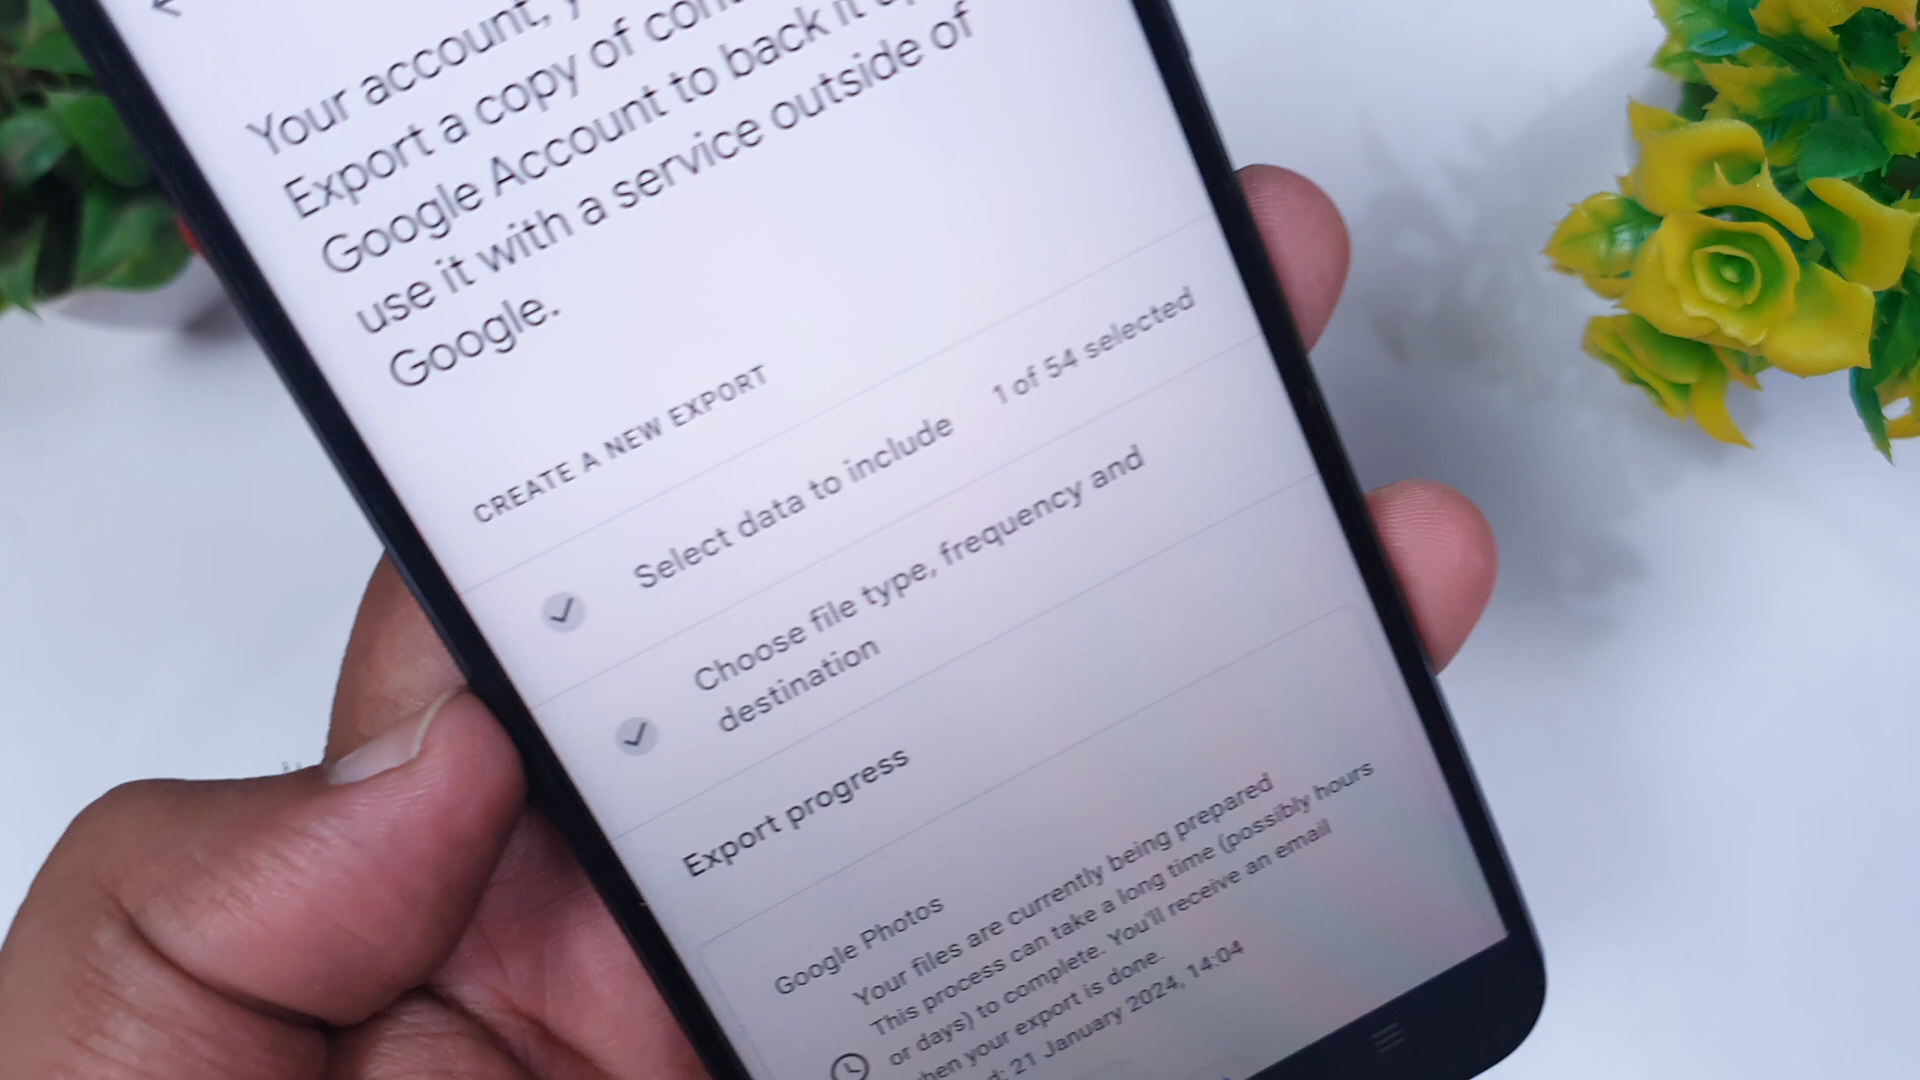 Your account,
Export a copy of
Google Account to back it
use it with a service outside of
Google.
CREATE A NEW EXPORT
Select data to include 1 of 54 selected
Choose file type, frequency and
destination
Export progress
Google Photos
Your files are currently being prepared
This process can take a long time (possibly hours
or days) to complete. You'll receive an email
when your export is done.
21 January 2024, 14:04